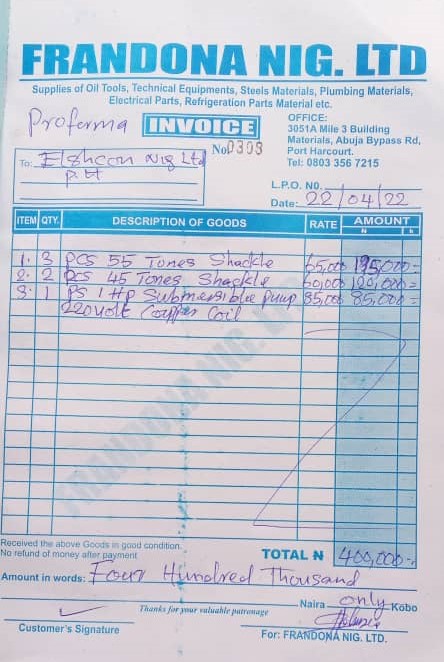 FRANDONA NIG. LTD
Supplies of Oil Tools, Technical Equipments, Steels Materials, Plumbing Materials,
Electrical Parts, Refrigeration Parts Material etc.
Proforma INVOICE
No0398
OFFICE:
3051A Mile 3 Building
Materials, Abuja Bypass Rd,
Port Harcourt.
Tel: 0803 356 7215
To: Elshcon Nig Ltd
P.H
L.P.O. NO.
Date: 22/04/22
ITEM QTY. DESCRIPTION OF GOODS RATE AMOUNT
N k
1. 3 pcs 55 Tones Shackle 65,000 195,000=
2. 2 pcs 45 Tones Shackle 60,000 120,000=
3. 1 ps 1 Hp Submersible pump 85,000 85,000=
220volt Copper Coil
FRANDONA NIG. LTD
Received the above Goods in good condition.
No refund of money after payment
TOTAL N 400,000-
Amount in words: Four Hundred Thousand
Naira only Kobo
Thanks for your valuable patronage
Customer's Signature
For: FRANDONA NIG. LTD.